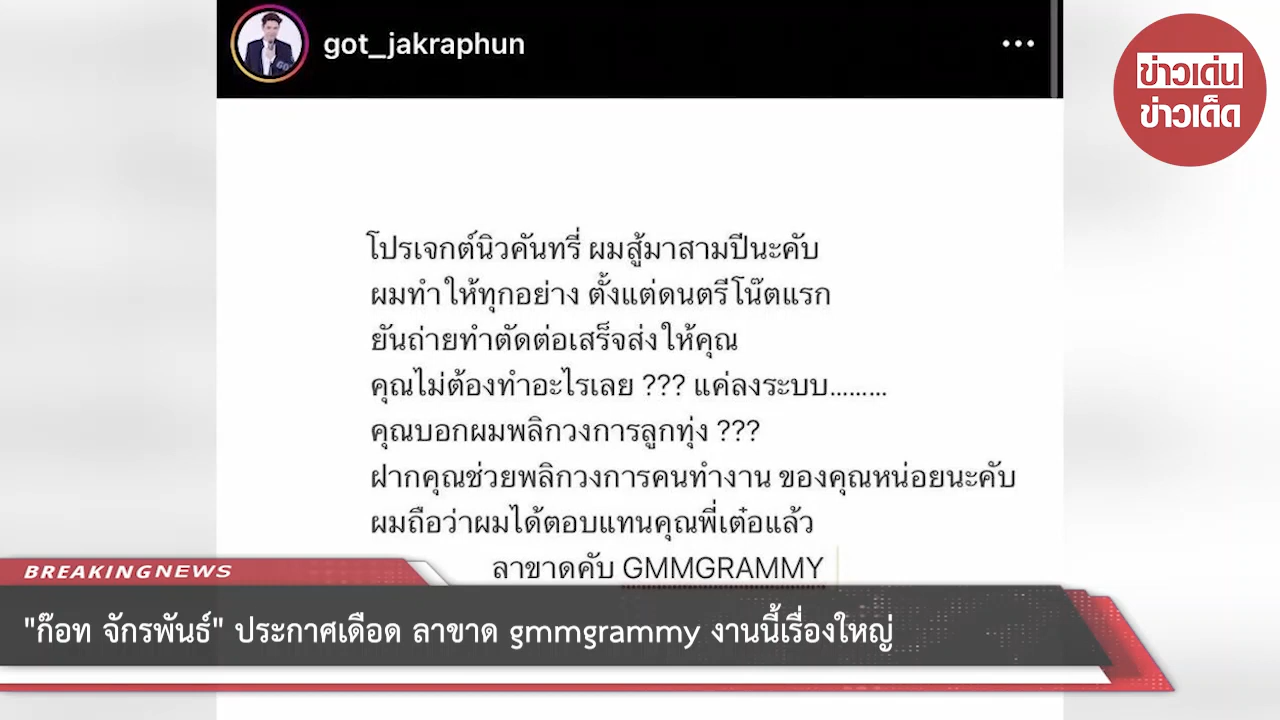 got_jakraphun
ข่าวเด่น
ข่าวเด็ด
โปรเจกต์นิวคันทรี่ ผมสู้มาสามปีนะคับ
ผมทำให้ทุกอย่าง ตั้งแต่ดนตรีโน๊ตแรก
ยันถ่ายทำตัดต่อเสร็จส่งให้คุณ
คุณไม่ต้องทำอะไรเลย ??? แค่ลงระบบ.........
คุณบอกผมพลิกวงการลูกทุ่ง ???
ฝากคุณช่วยพลิกวงการคนทำงาน ของคุณหน่อยนะคับ
ผมถือว่าผมได้ตอบแทนคุณพี่เต๋อแล้ว
ลาขาดคับ GMMGRAMMY
BREAKINGNEWS
"ก๊อท จักรพันธ์" ประกาศเดือด ลาขาด gmmgrammy งานนี้เรื่องใหญ่